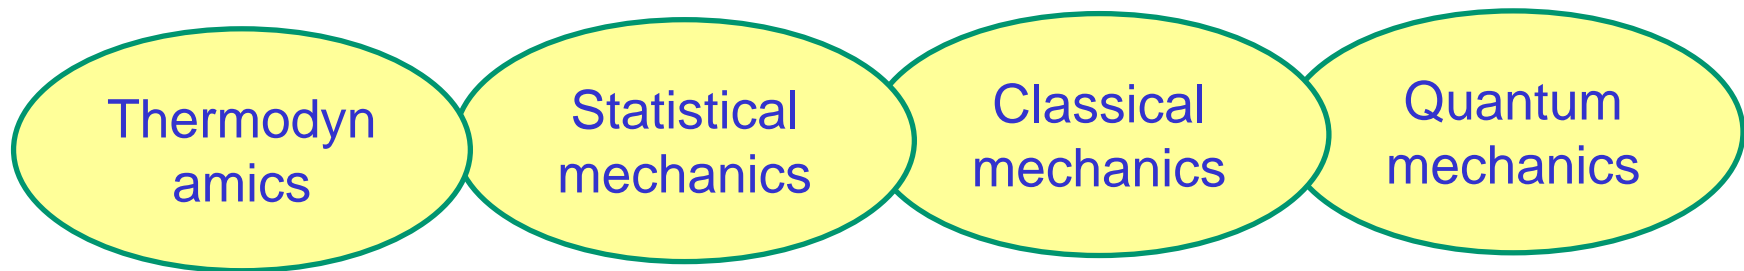 Thermodyn
amics
Statistical
mechanics
Classical
mechanics
Quantum
mechanics